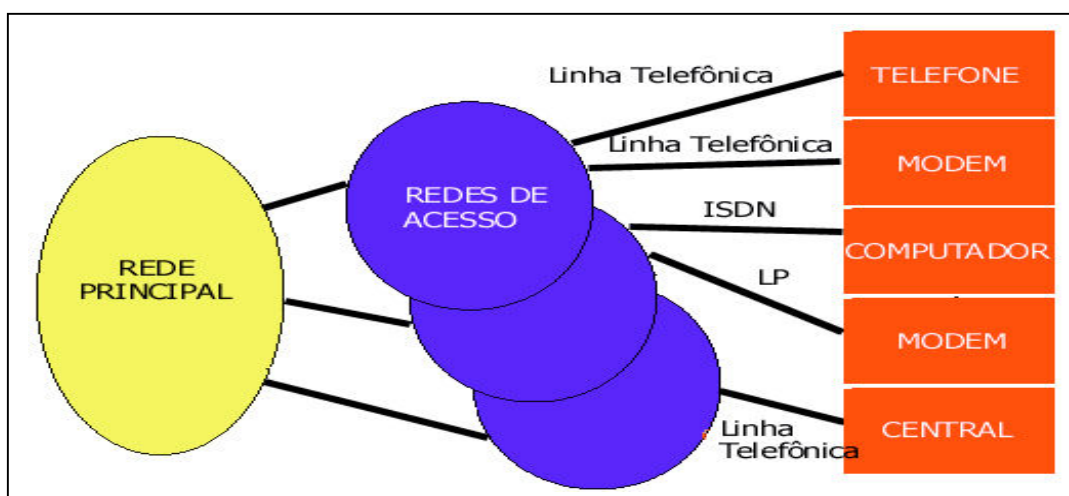 REDE
PRINCIPAL
REDES DE
ACESSO
Linha Telefônica
TELEFONE
Linha Telefônica
MODEM
ISDN
COMPUTADOR
LP
MODEM
Linha
Telefônica
CENTRAL